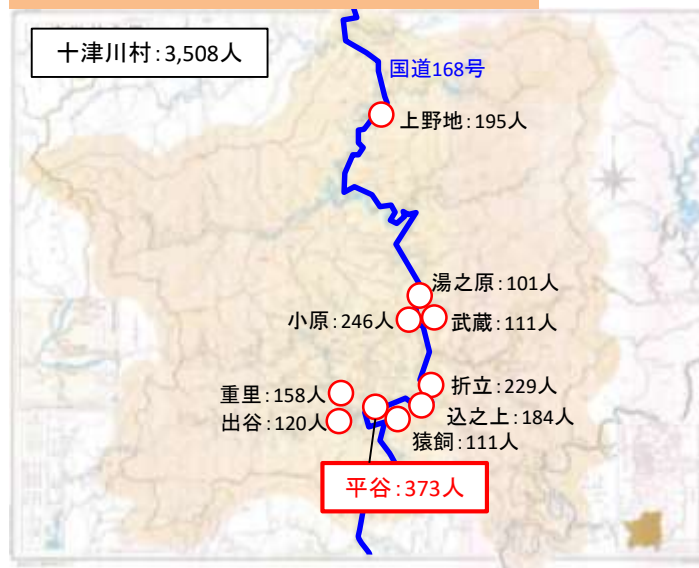 十津川村：3,508人
国道168号
上野地：195人
湯之原：101人
小原：246人
武蔵：111人
折立：229人
重里：158人
込之上：184人
出谷：120人
猿飼：111人
平谷：373人